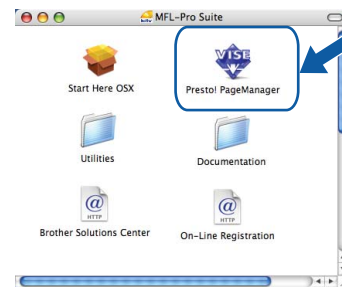 MFL-Pro Suite
VISE
Start Here OSX
Presto! PageManager
Utilities
Documentation
@
HTTP
@
HTTP
Brother Solutions Center
On-Line Registration